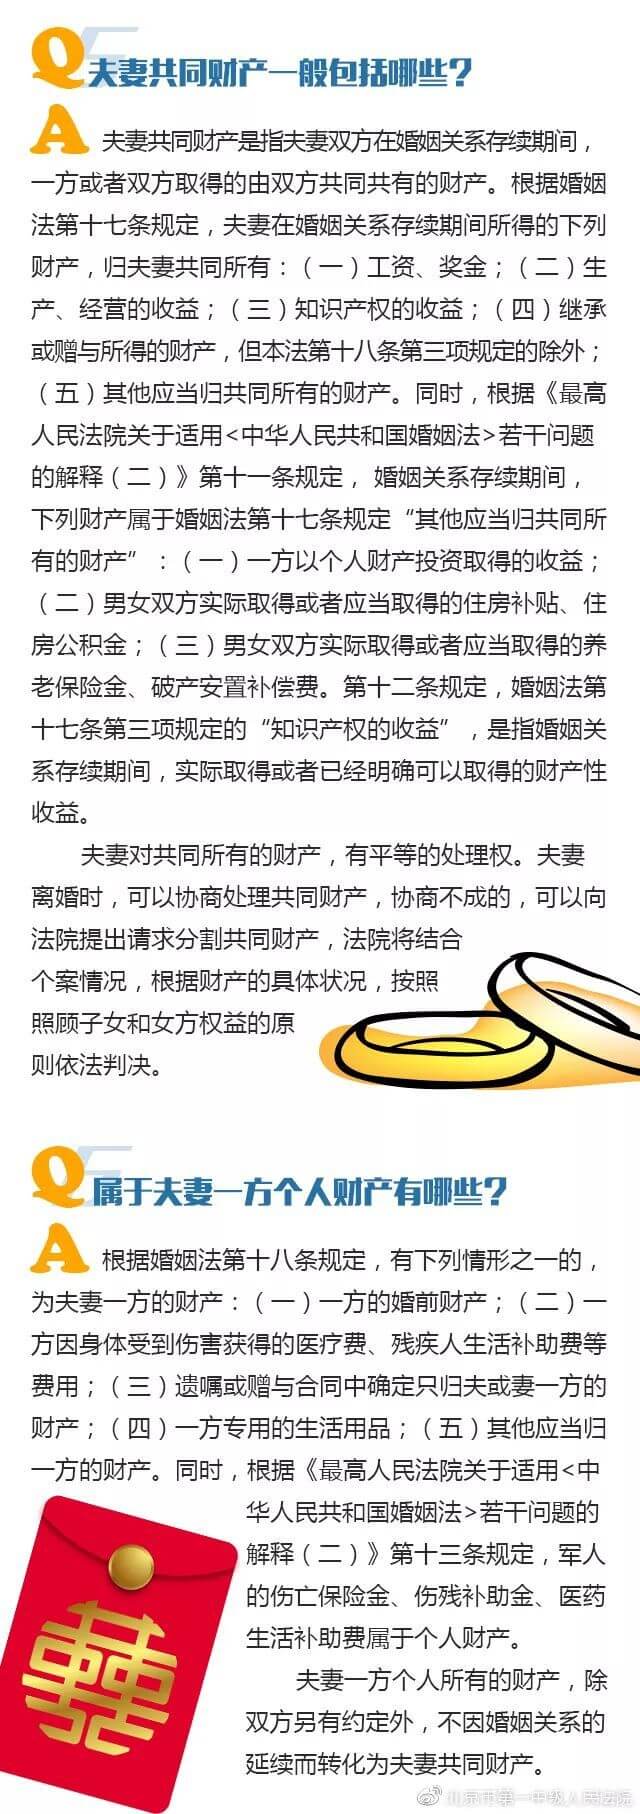 Q 夫妻共同财产一般包括哪些?
A 夫妻共同财产是指夫妻双方在婚姻关系存续期间，
一方或者双方取得的由双方共同共有的财产。根据婚姻
法第十七条规定，夫妻在婚姻关系存续期间所得的下列
财产，归夫妻共同所有：（一）工资、奖金；（二）生
产、经营的收益；（三）知识产权的收益；（四）继承
或赠与所得的财产，但本法第十八条第三项规定的除外；
（五）其他应当归共同所有的财产。同时，根据《最高
人民法院关于适用<中华人民共和国婚姻法>若干问题
的解释（二）》第十一条规定， 婚姻关系存续期间，
下列财产属于婚姻法第十七条规定“其他应当归共同所
有的财产”：（一）一方以个人财产投资取得的收益；
（二）男女双方实际取得或者应当取得的住房补贴、住
房公积金；（三）男女双方实际取得或者应当取得的养
老保险金、破产安置补偿费。第十二条规定，婚姻法第
十七条第三项规定的“知识产权的收益”，是指婚姻关
系存续期间，实际取得或者已经明确可以取得的财产性
收益。
夫妻对共同所有的财产，有平等的处理权。夫妻
离婚时，可以协商处理共同财产，协商不成的，可以向
法院提出请求分割共同财产，法院将结合
个案情况，根据财产的具体状况，按照
照顾子女和女方权益的原
则依法判决。
Q 属于夫妻一方个人财产有哪些?
A 根据婚姻法第十八条规定，有下列情形之一的，
为夫妻一方的财产：（一）一方的婚前财产；（二）一
方因身体受到伤害获得的医疗费、残疾人生活补助费等
费用；（三）遗嘱或赠与合同中确定只归夫或妻一方的
财产；（四）一方专用的生活用品；（五）其他应当归
一方的财产。同时，根据《最高人民法院关于适用<中
华人民共和国婚姻法>若干问题的
解释（二）》第十三条规定，军人
的伤亡保险金、伤残补助金、医药
生活补助费属于个人财产。
夫妻一方个人所有的财产，除
双方另有约定外，不因婚姻关系的
延续而转化为夫妻共同财产。
囍
北京市第一中级人民法院